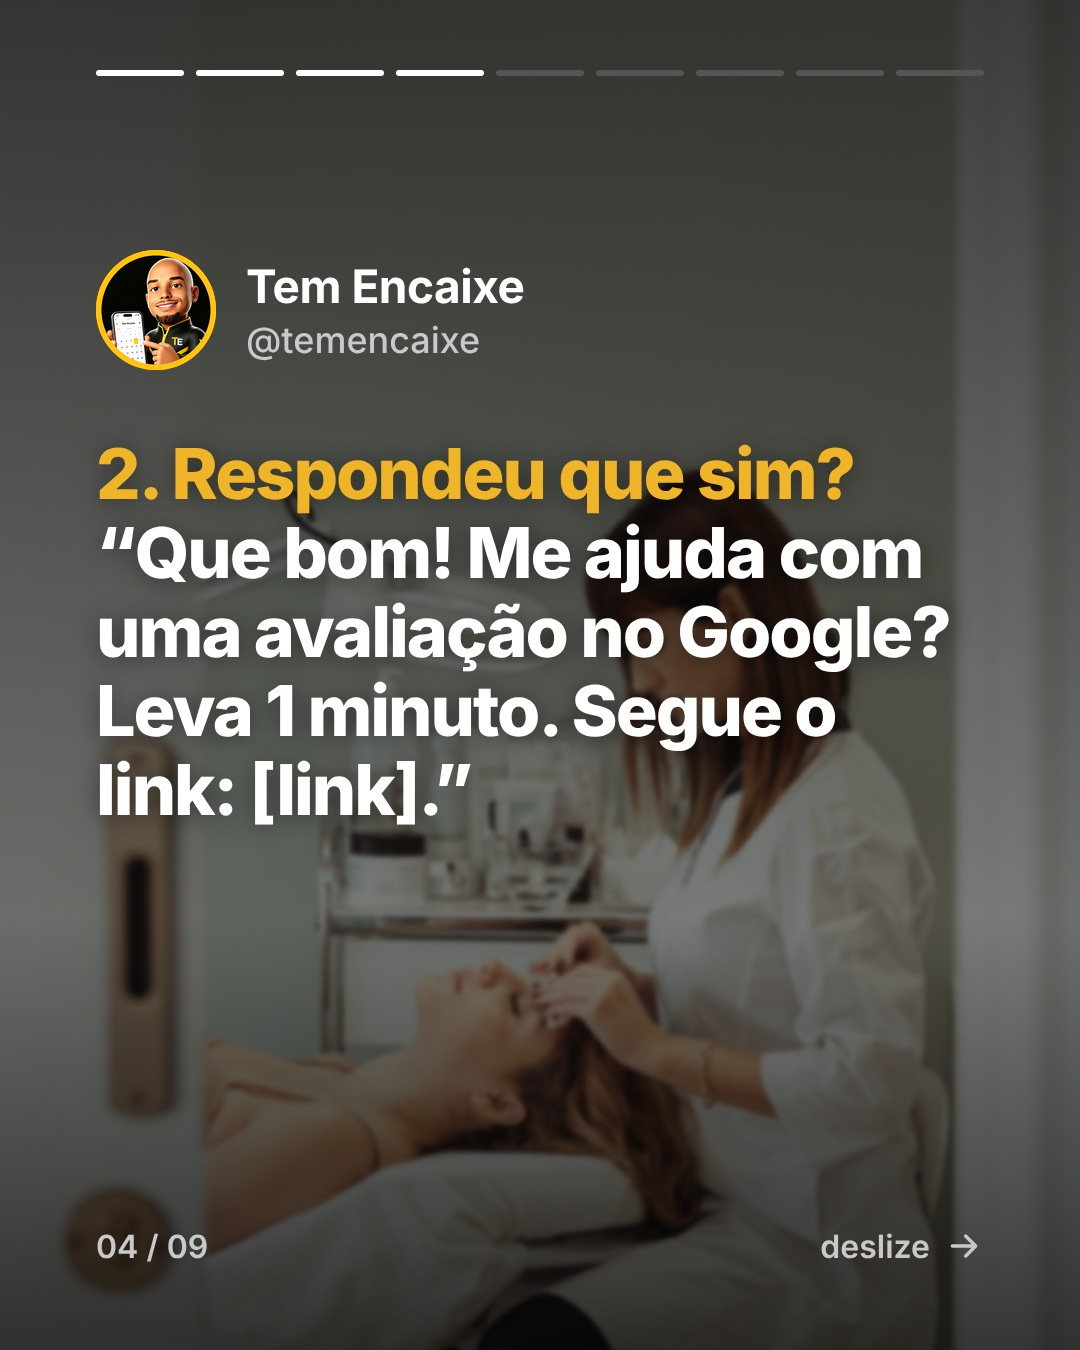 Tem Encaixe
@temencaixe
2. Respondeu que sim?
“Que bom! Me ajuda com
uma avaliação no Google?
Leva 1 minuto. Segue o
link: [link].”
04 / 09
deslize →